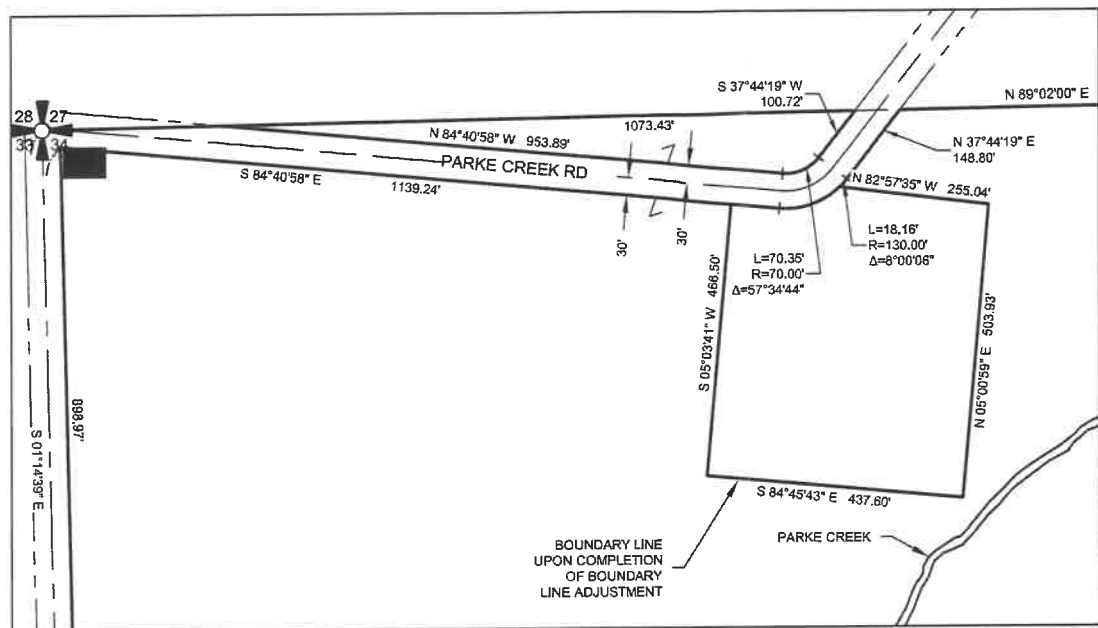 S 37°44'19" W
100.72'
N 89°02'00" E
28 27
33 34
N 84°40'58" W 953.89'
1073.43'
N 37°44'19" E
148.80'
PARKE CREEK RD
S 84°40'58" E
1139.24'
N 82°57'35" W 255.04'
30'
30'
L=18.16'
R=130.00'
Δ=8°00'06"
L=70.35'
R=70.00'
Δ=57°34'44"
S 05°03'41" W 466.50'
N 05°00'59" E 503.93'
898.97'
S 01°14'39" E
S 84°45'43" E 437.60'
PARKE CREEK
BOUNDARY LINE
UPON COMPLETION
OF BOUNDARY
LINE ADJUSTMENT